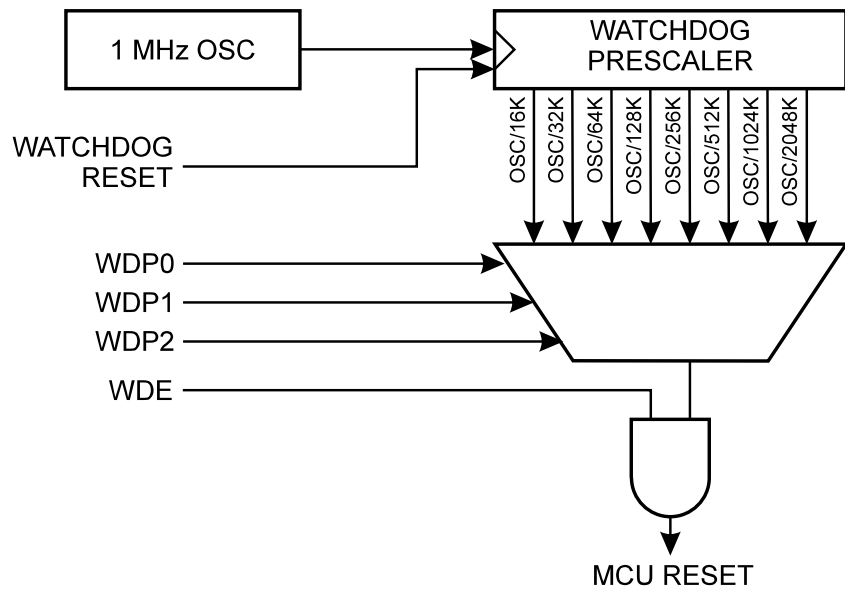 1 MHz OSC
WATCHDOG
PRESCALER
WATCHDOG
RESET
OSC/16K
OSC/32K
OSC/64K
OSC/128K
OSC/256K
OSC/512K
OSC/1024K
OSC/2048K
WDP0
WDP1
WDP2
WDE
MCU RESET